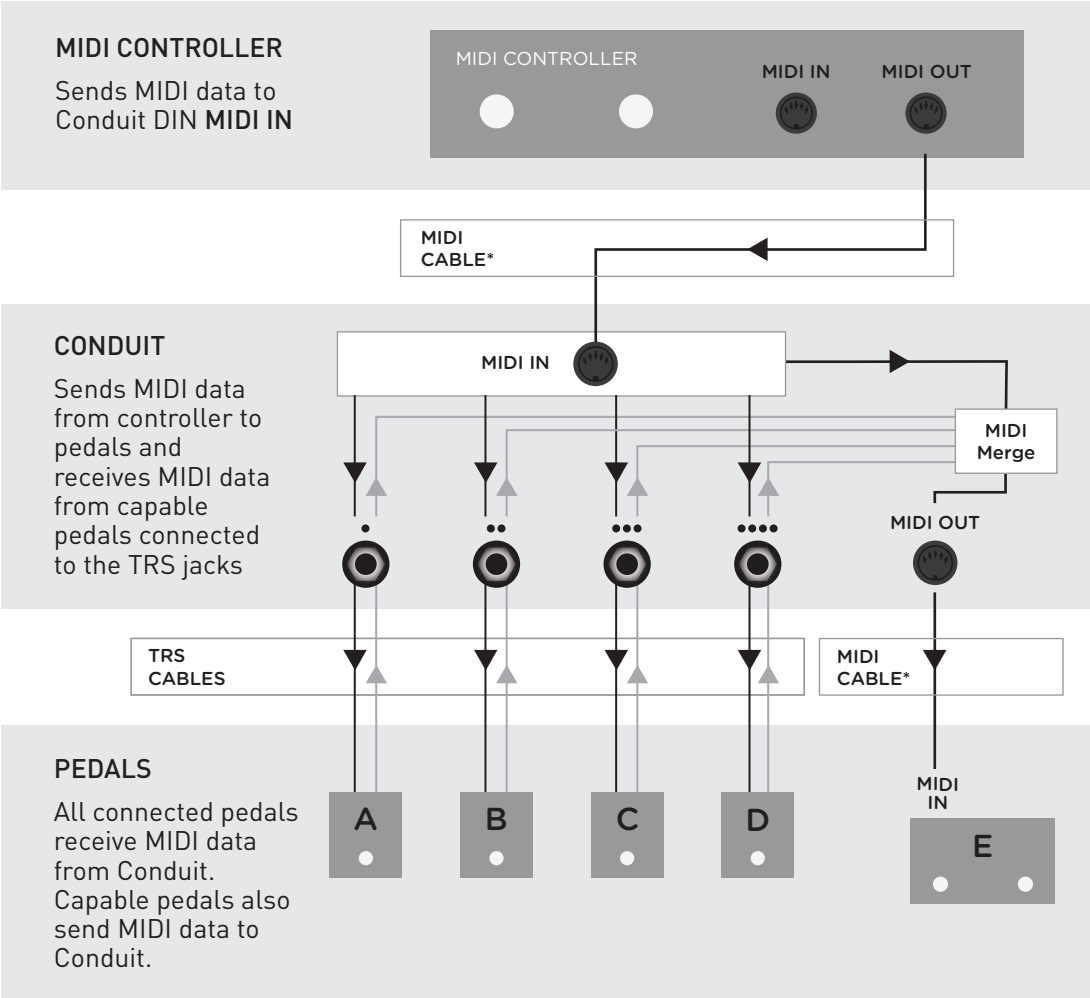 MIDI CONTROLLER
Sends MIDI data to
Conduit DIN MIDI IN
MIDI CONTROLLER
MIDI IN
MIDI OUT
MIDI
CABLE*
CONDUIT
Sends MIDI data
from controller to
pedals and
receives MIDI data
from capable
pedals connected
to the TRS jacks
MIDI IN
MIDI
Merge
MIDI OUT
TRS
CABLES
MIDI
CABLE*
PEDALS
All connected pedals
receive MIDI data
from Conduit.
Capable pedals also
send MIDI data to
Conduit.
A
B
C
D
MIDI
IN
E